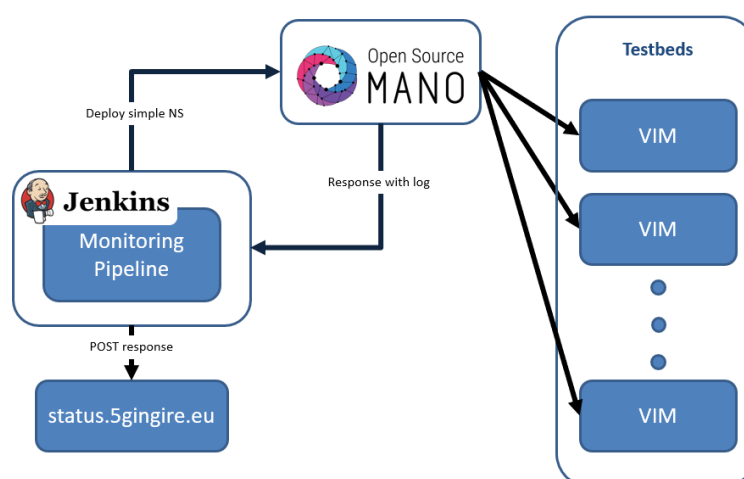 Open Source
MANO
Testbeds
Deploy simple NS
VIM
Response with log
Jenkins
Monitoring
Pipeline
VIM
POST response
status.5gingire.eu
VIM